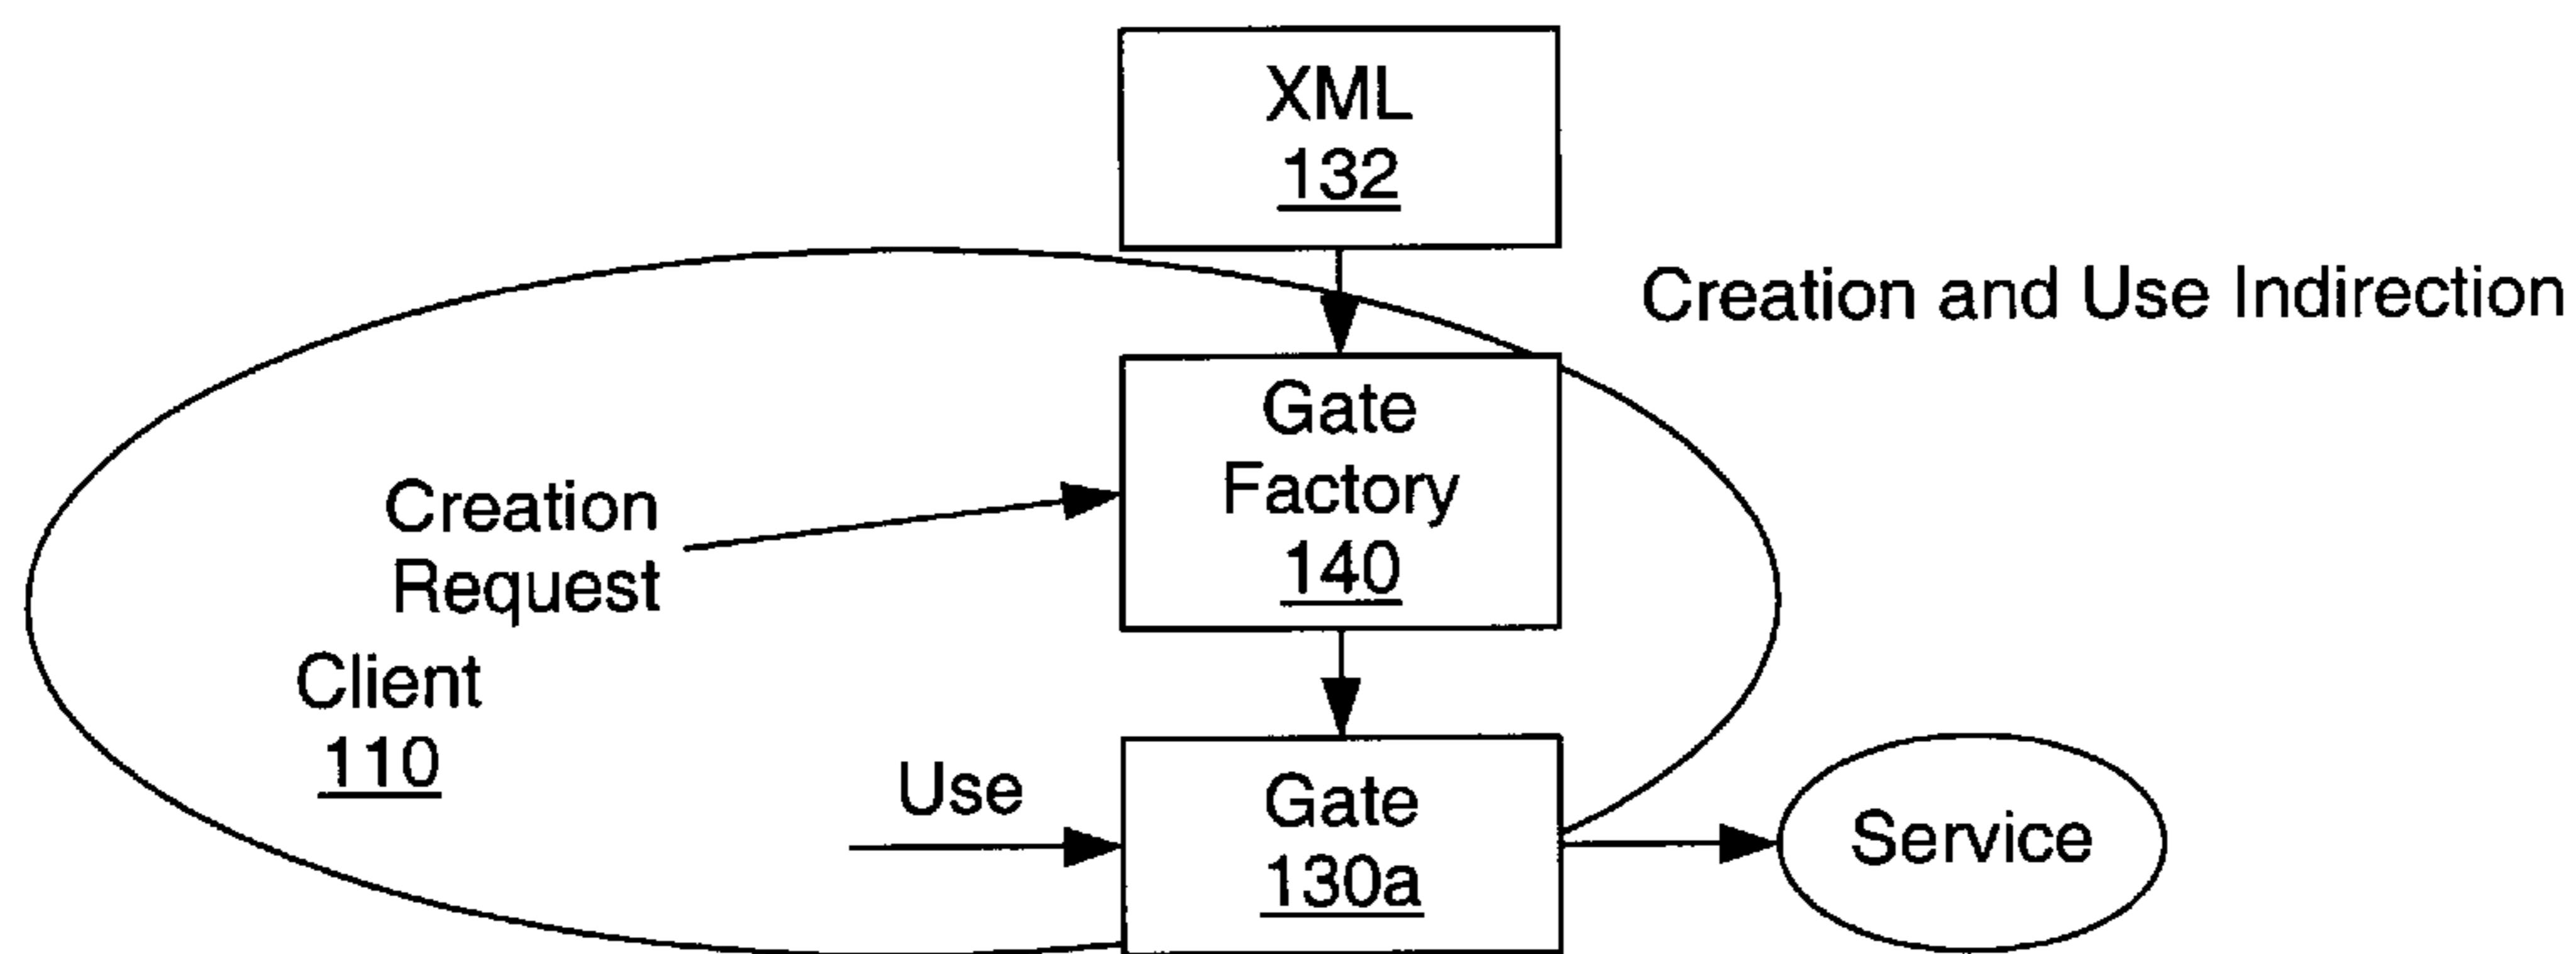 XML
132
Creation and Use Indirection
Gate
Factory
140
Creation
Request
Client
110
Use
Gate
130a
Service